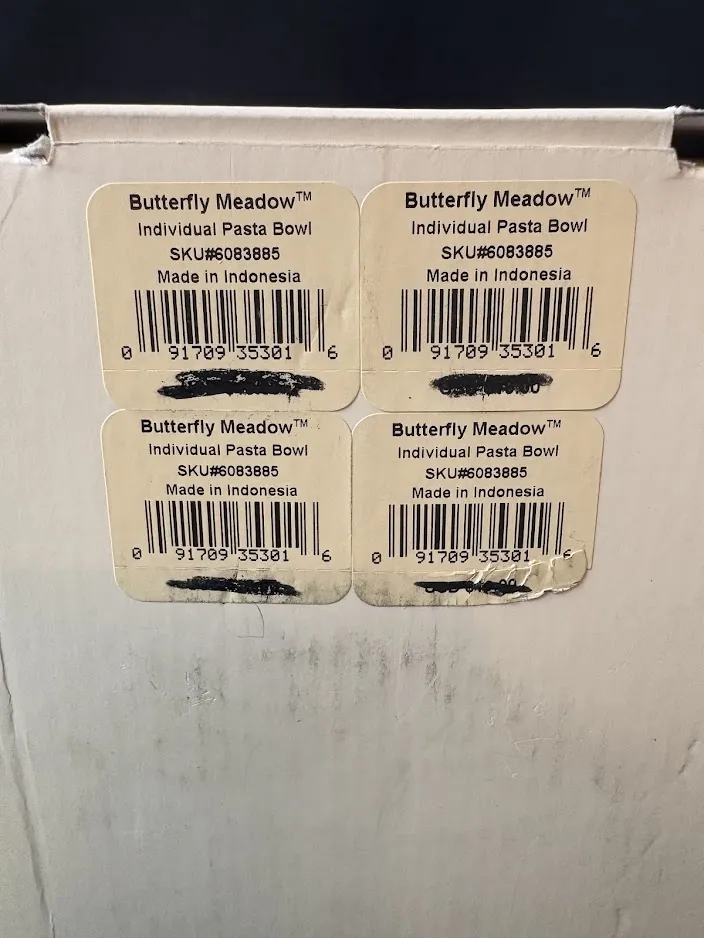 Butterfly Meadow™
Individual Pasta Bowl
SKU#6083885
Made in Indonesia
0 91709 35301 6
Butterfly Meadow™
Individual Pasta Bowl
SKU#6083885
Made in Indonesia
0 91709 35301 6
Butterfly Meadow™
Individual Pasta Bowl
SKU#6083885
Made in Indonesia
0 91709 35301 6
Butterfly Meadow™
Individual Pasta Bowl
SKU#6083885
Made in Indonesia
0 91709 35301 6